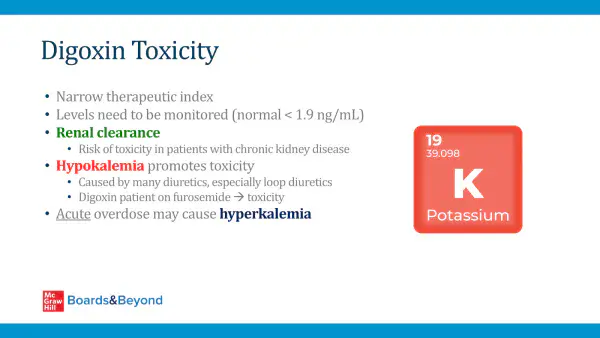 Digoxin Toxicity
• Narrow therapeutic index
• Levels need to be monitored (normal < 1.9 ng/mL)
• Renal clearance
• Risk of toxicity in patients with chronic kidney disease
• Hypokalemia promotes toxicity
• Caused by many diuretics, especially loop diuretics
• Digoxin patient on furosemide → toxicity
• Acute overdose may cause hyperkalemia
19
39.098
K
Potassium
Mc
Graw
Hill
Boards&Beyond